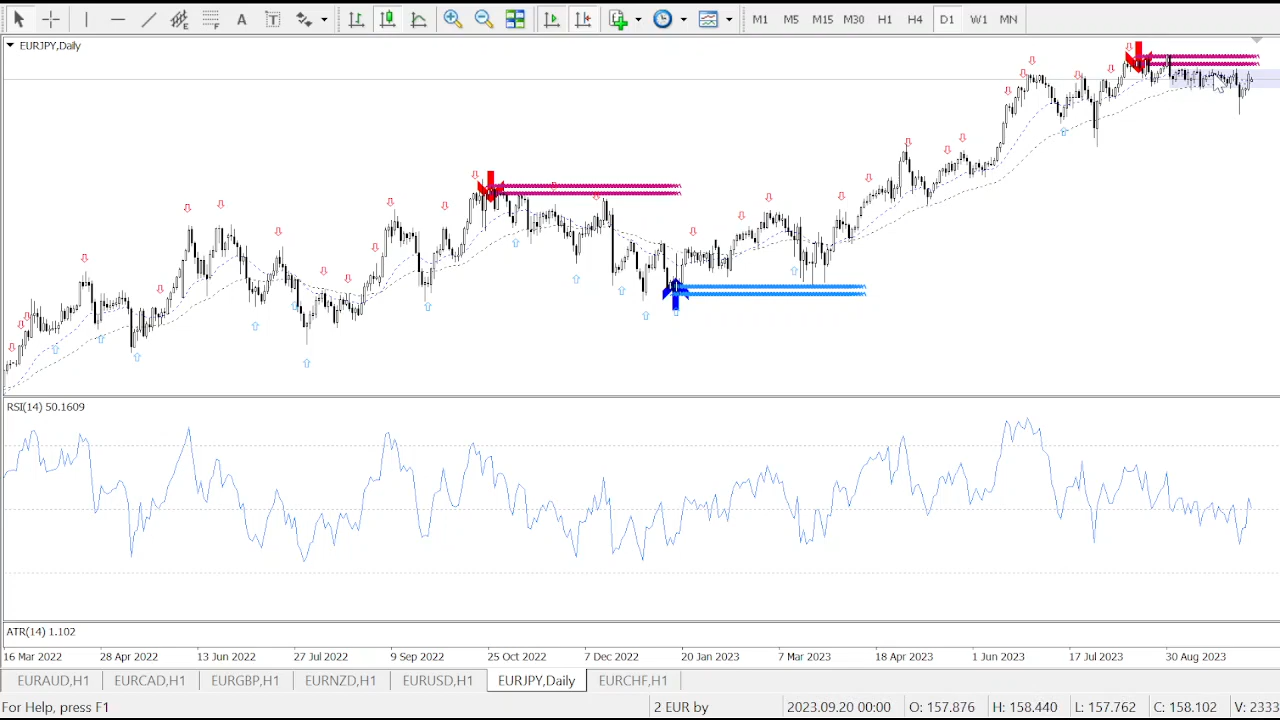 A T
M1 M5 M15 M30 H1 H4 D1 W1 MN
EURJPY,Daily
RSI(14) 50.1609
ATR(14) 1.102
16 Mar 2022 28 Apr 2022 13 Jun 2022 27 Jul 2022 9 Sep 2022 25 Oct 2022 7 Dec 2022 20 Jan 2023 7 Mar 2023 18 Apr 2023 1 Jun 2023 17 Jul 2023 30 Aug 2023
EURAUD,H1 EURCAD,H1 EURGBP,H1 EURNZD,H1 EURUSD,H1 EURJPY,Daily EURCHF,H1
For Help, press F1 2 EUR by 2023.09.20 00:00 O: 157.876 H: 158.440 L: 157.762 C: 158.102 V: 2333